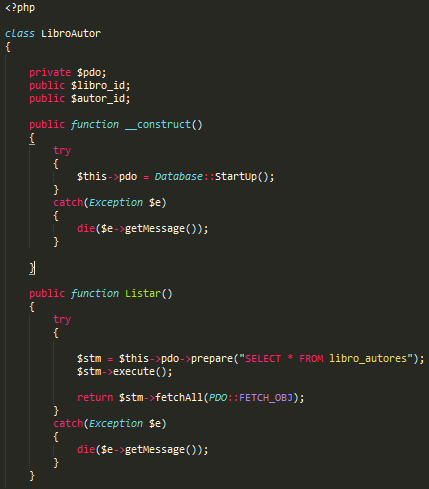 <?php
class LibroAutor
{
private $pdo;
public $libro_id;
public $autor_id;
public function __construct()
{
try
{
$this->pdo = Database::StartUp();
}
catch(Exception $e)
{
die($e->getMessage());
}
}
public function Listar()
{
try
{
$stm = $this->pdo->prepare("SELECT * FROM libro_autores");
$stm->execute();
return $stm->fetchAll(PDO::FETCH_OBJ);
}
catch(Exception $e)
{
die($e->getMessage());
}
}